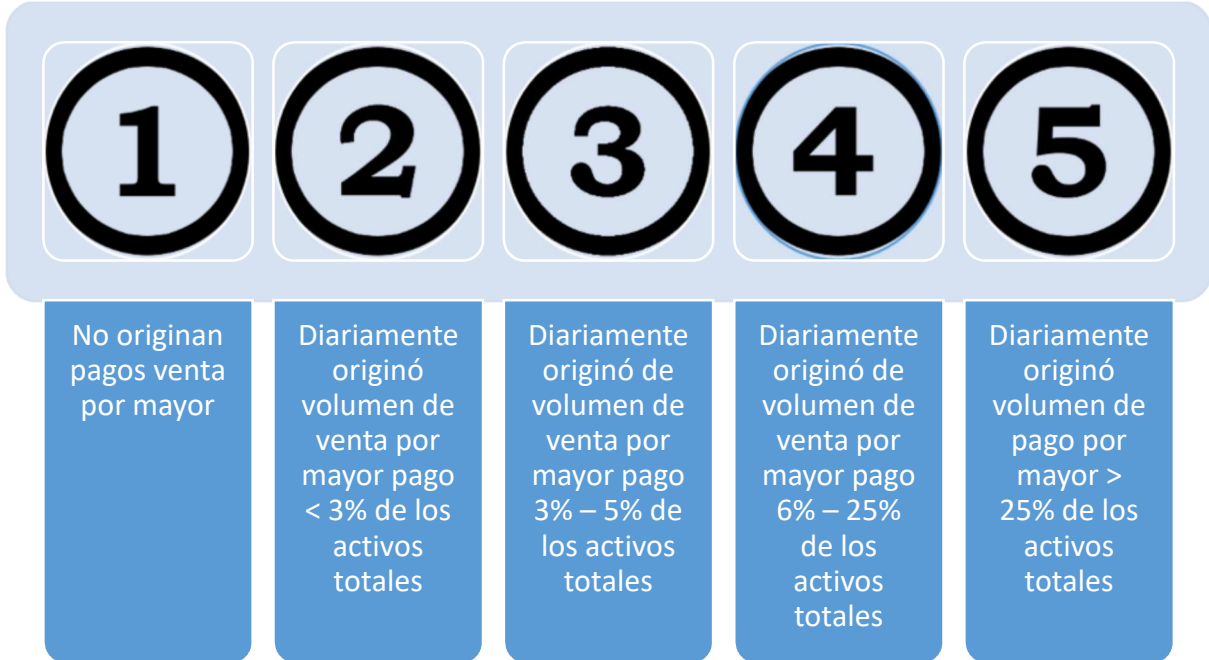 1
2
3
4
5
No originan
pagos venta
por mayor
Diariamente
originó
volumen de
venta por
mayor pago
< 3% de los
activos
totales
Diariamente
originó de
volumen de
venta por
mayor pago
3% – 5% de
los activos
totales
Diariamente
originó de
volumen de
venta por
mayor pago
6% – 25%
de los
activos
totales
Diariamente
originó
volumen de
pago por
mayor >
25% de los
activos
totales